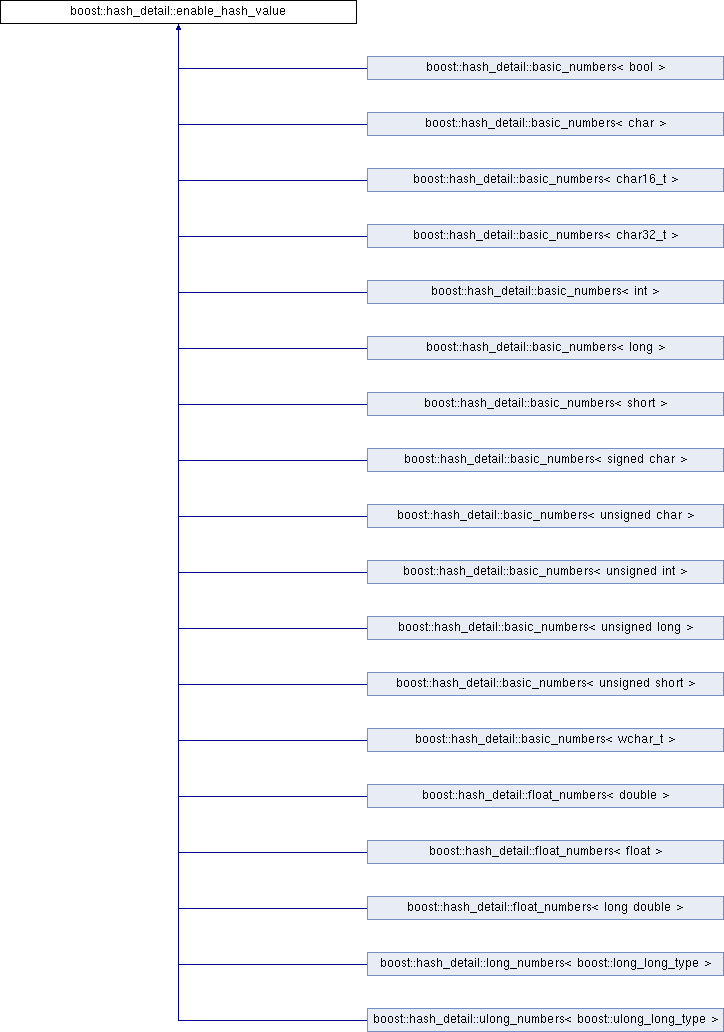 boost::hash_detail::enable_hash_value
boost::hash_detail::basic_numbers< bool >
boost::hash_detail::basic_numbers< char >
boost::hash_detail::basic_numbers< char16_t >
boost::hash_detail::basic_numbers< char32_t >
boost::hash_detail::basic_numbers< int >
boost::hash_detail::basic_numbers< long >
boost::hash_detail::basic_numbers< short >
boost::hash_detail::basic_numbers< signed char >
boost::hash_detail::basic_numbers< unsigned char >
boost::hash_detail::basic_numbers< unsigned int >
boost::hash_detail::basic_numbers< unsigned long >
boost::hash_detail::basic_numbers< unsigned short >
boost::hash_detail::basic_numbers< wchar_t >
boost::hash_detail::float_numbers< double >
boost::hash_detail::float_numbers< float >
boost::hash_detail::float_numbers< long double >
boost::hash_detail::long_numbers< boost::long_long_type >
boost::hash_detail::ulong_numbers< boost::ulong_long_type >